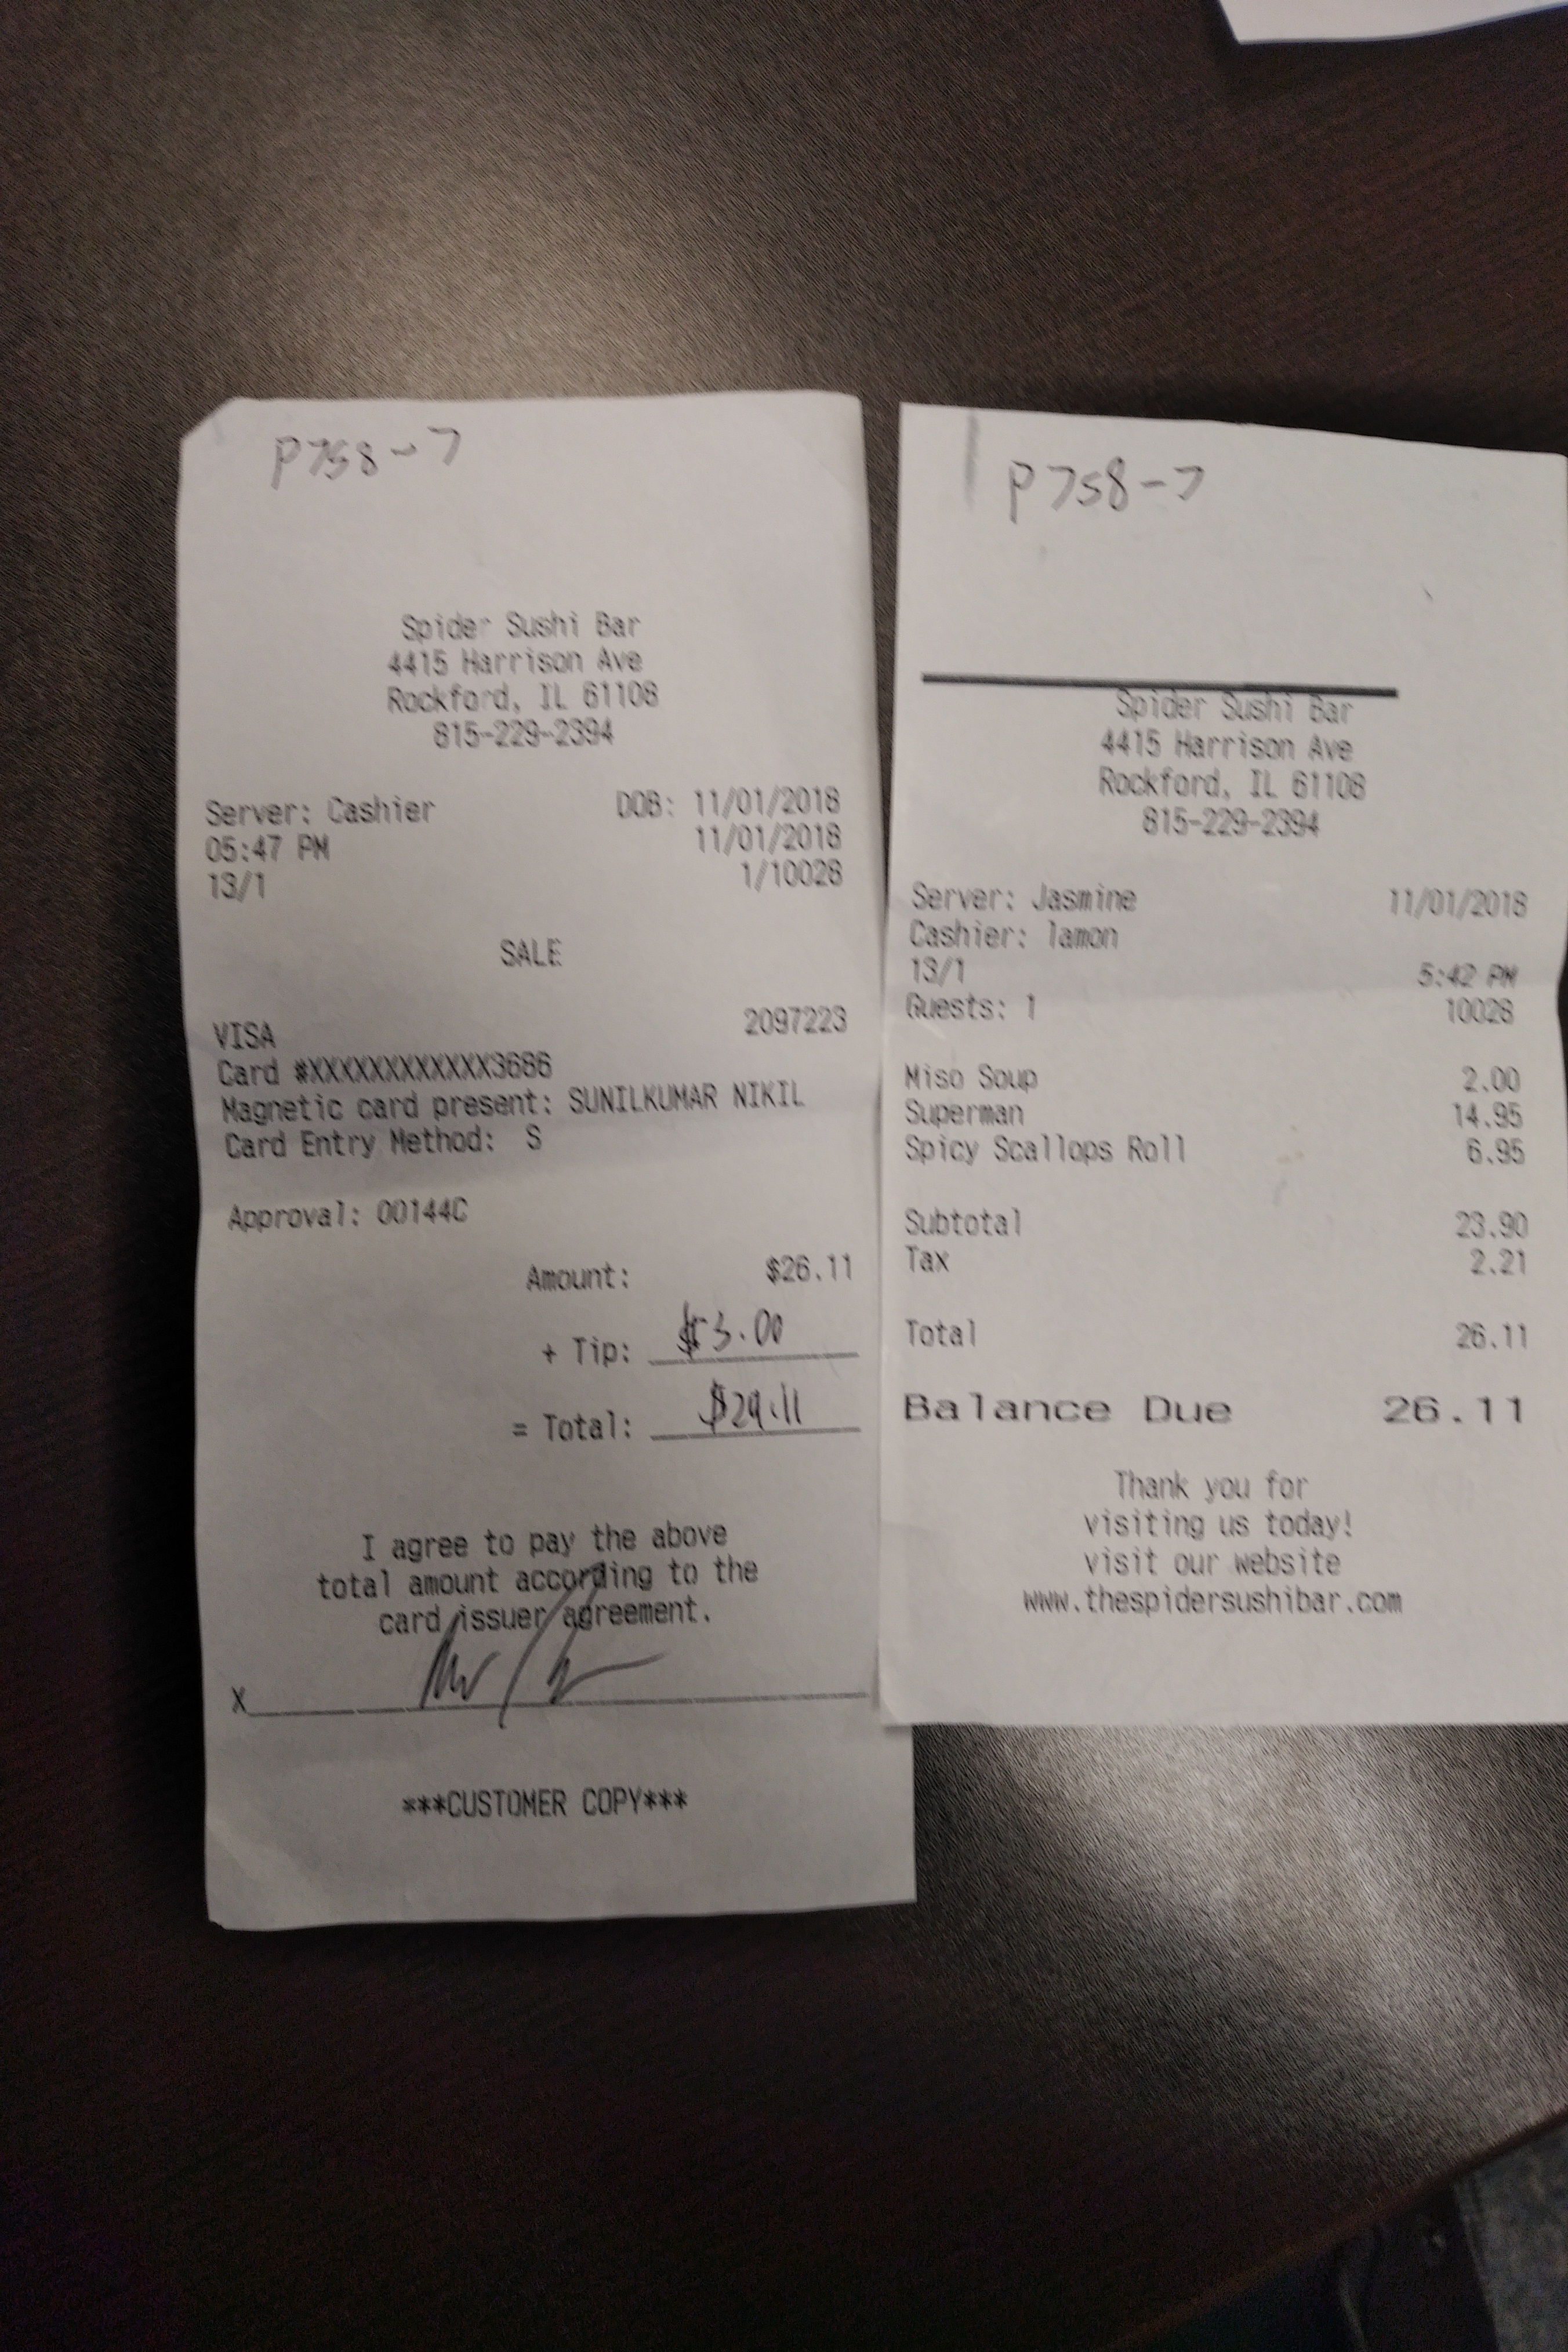 P758-7
Spider Sushi Bar
4415 Harrison Ave
Rockford, IL 61108
815-229-2394
Server: Cashier DOB: 11/01/2018
05:47 PM 11/01/2018
13/1 1/10028
SALE
VISA 2097223
Card #XXXXXXXXXXXX3686
Magnetic card present: SUNILKUMAR NIKIL
Card Entry Method: S
Approval: 00144C
Amount: $26.11
+ Tip: $3.00
= Total: $29.11
I agree to pay the above
total amount according to the
card issuer agreement.
X
***CUSTOMER COPY***
P758-7
Spider Sushi Bar
4415 Harrison Ave
Rockford, IL 61108
815-229-2394
Server: Jasmine 11/01/2018
Cashier: lamon
13/1 5:42 PM
Guests: 1 10028
Miso Soup 2.00
Superman 14.95
Spicy Scallops Roll 6.95
Subtotal 23.90
Tax 2.21
Total 26.11
Balance Due 26.11
Thank you for
visiting us today!
visit our website
www.thespidersushibar.com